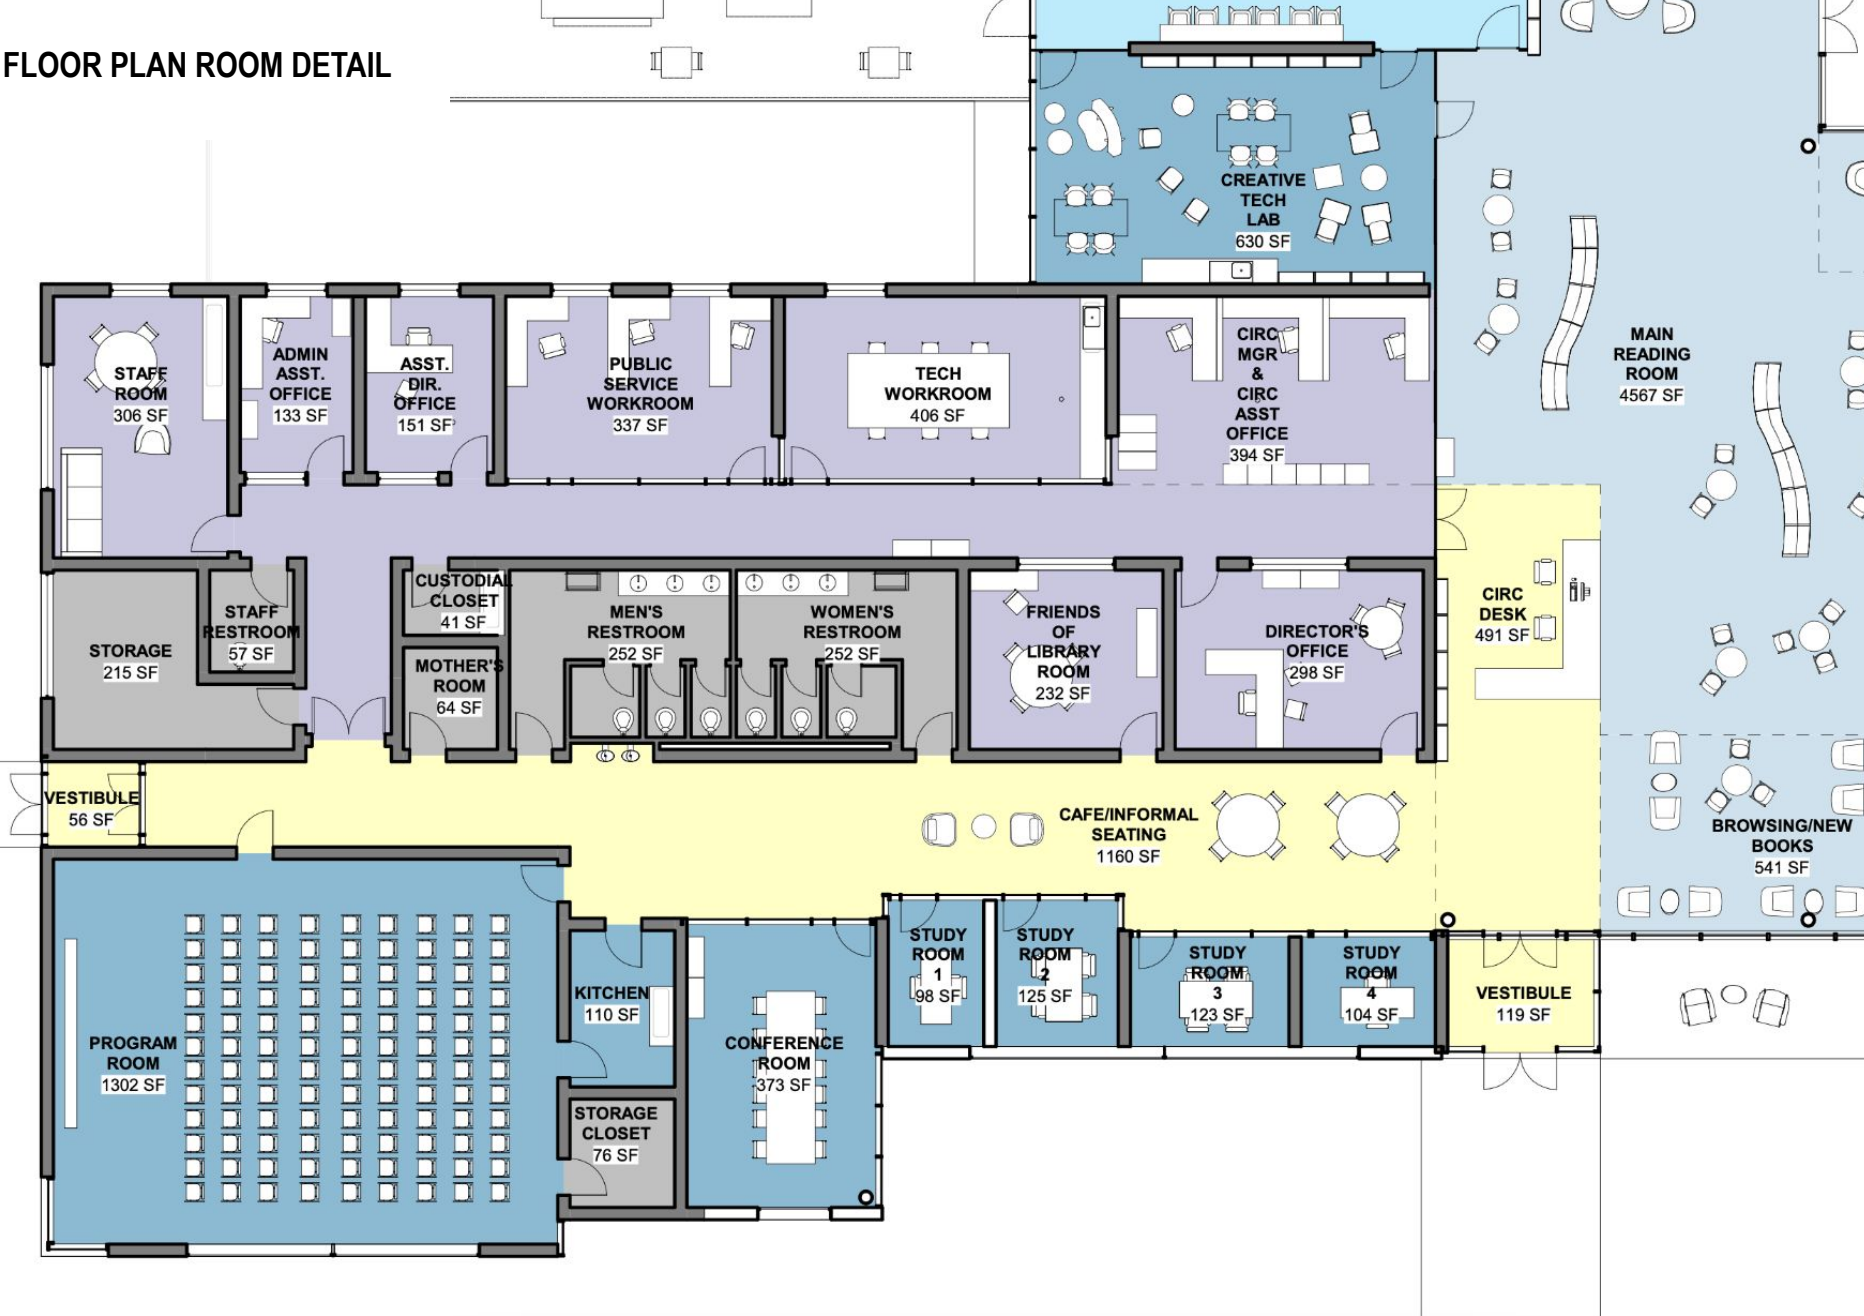 FLOOR PLAN ROOM DETAIL
CREATIVE
TECH
LAB
630 SF
STAFF
ROOM
306 SF
ADMIN
ASST.
OFFICE
133 SF
ASST.
DIR.
OFFICE
151 SF
PUBLIC
SERVICE
WORKROOM
337 SF
TECH
WORKROOM
406 SF
CIRC
MGR
&
CIRC
ASST
OFFICE
394 SF
MAIN
READING
ROOM
4567 SF
STORAGE
215 SF
STAFF
RESTROOM
57 SF
CUSTODIAL
CLOSET
41 SF
MOTHER'S
ROOM
64 SF
MEN'S
RESTROOM
252 SF
WOMEN'S
RESTROOM
252 SF
FRIENDS
OF
LIBRARY
ROOM
232 SF
DIRECTOR'S
OFFICE
298 SF
CIRC
DESK
491 SF
VESTIBULE
56 SF
CAFE/INFORMAL
SEATING
1160 SF
BROWSING/NEW
BOOKS
541 SF
PROGRAM
ROOM
1302 SF
KITCHEN
110 SF
STORAGE
CLOSET
76 SF
CONFERENCE
ROOM
373 SF
STUDY
ROOM
1
98 SF
STUDY
ROOM
2
125 SF
STUDY
ROOM
3
123 SF
STUDY
ROOM
4
104 SF
VESTIBULE
119 SF